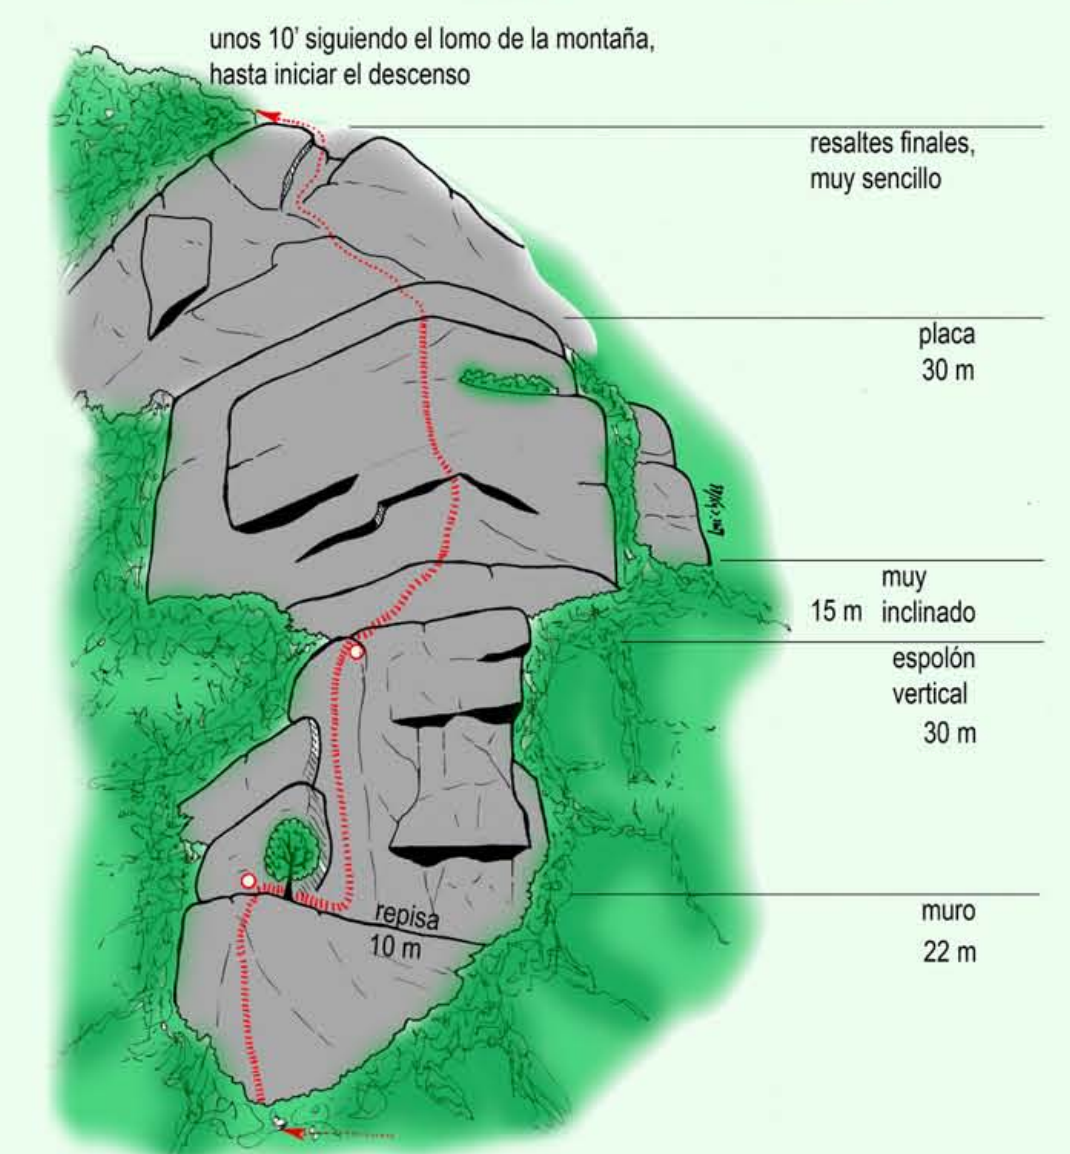 unos 10’ siguiendo el lomo de la montaña,
hasta iniciar el descenso
resaltes finales,
muy sencillo
placa
30 m
muy
15 m inclinado
espolón
vertical
30 m
repisa
10 m
muro
22 m